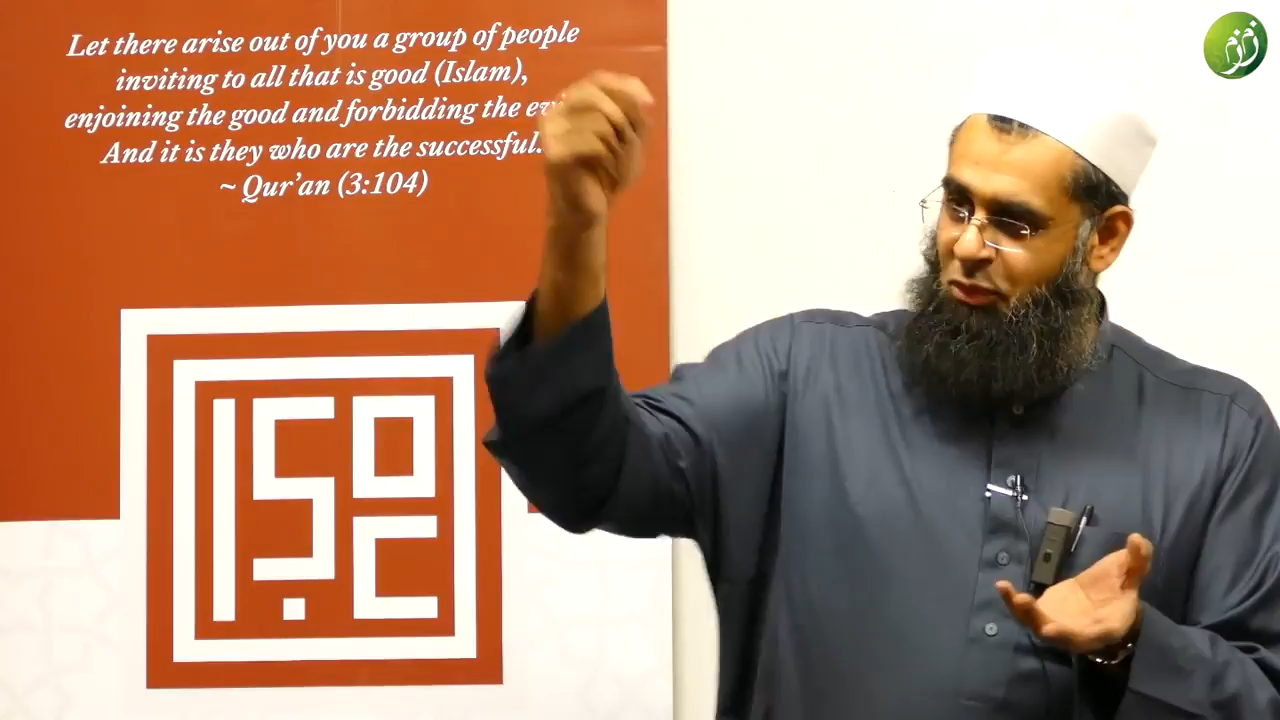 Let there arise out of you a group of people
inviting to all that is good (Islam),
enjoining the good and forbidding the
And it is they who are the successful.
~ Qur'an (3:104)